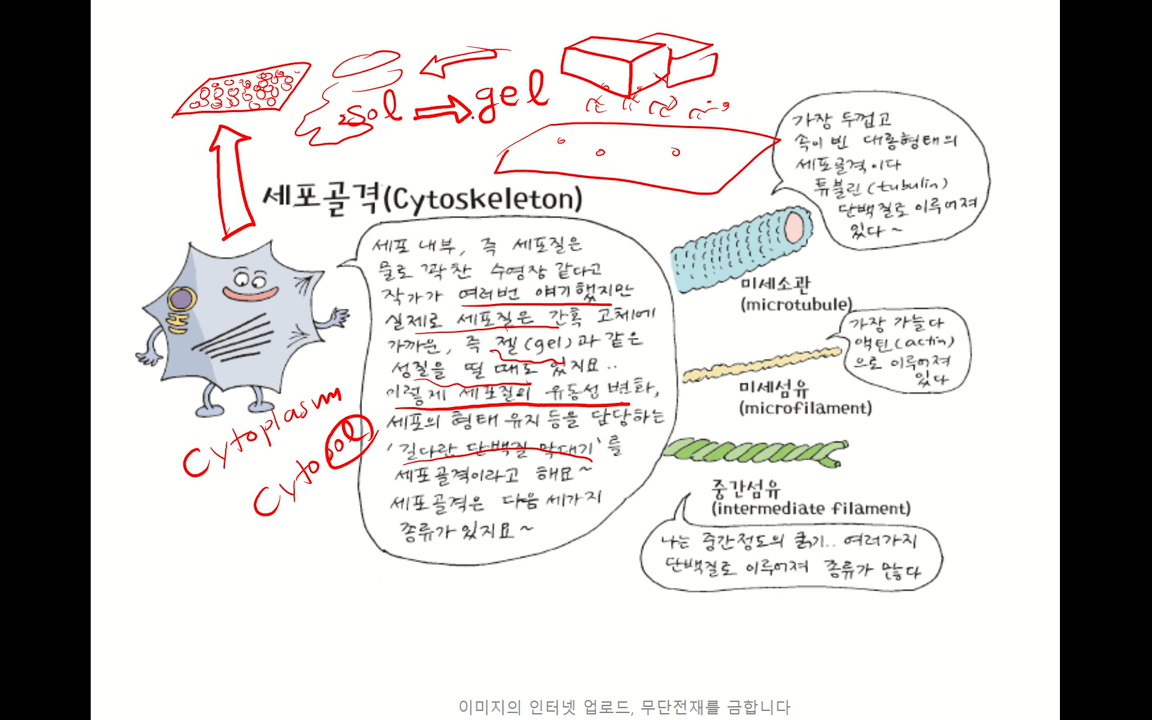 sol
gel
세포골격(Cytoskeleton)
세포 내부, 즉 세포질은
물로 꽉 찬 수영장 같다고
작가가 여러번 얘기했지만
실제로 세포질은 간혹 고체에
가까운, 즉 젤(gel)과 같은
성질을 띨 때도 있지요..
이렇게 세포질의 유동성 변화,
세포의 형태 유지 등을 담당하는
'길다란 단백질 막대기'를
세포골격이라고 해요~
세포골격은 다음 세가지
종류가 있지요~
Cytoplasm
Cytosol
가장 두껍고
속이 빈 대롱형태의
세포골격이다
튜불린(tubulin)
단백질로 이루어져
있다~
미세소관
(microtubule)
가장 가늘다
액틴(actin)
으로 이루어져
있다
미세섬유
(microfilament)
중간섬유
(intermediate filament)
나는 중간정도의 굵기.. 여러가지
단백질로 이루어져 종류가 많다
이미지의 인터넷 업로드, 무단전재를 금합니다